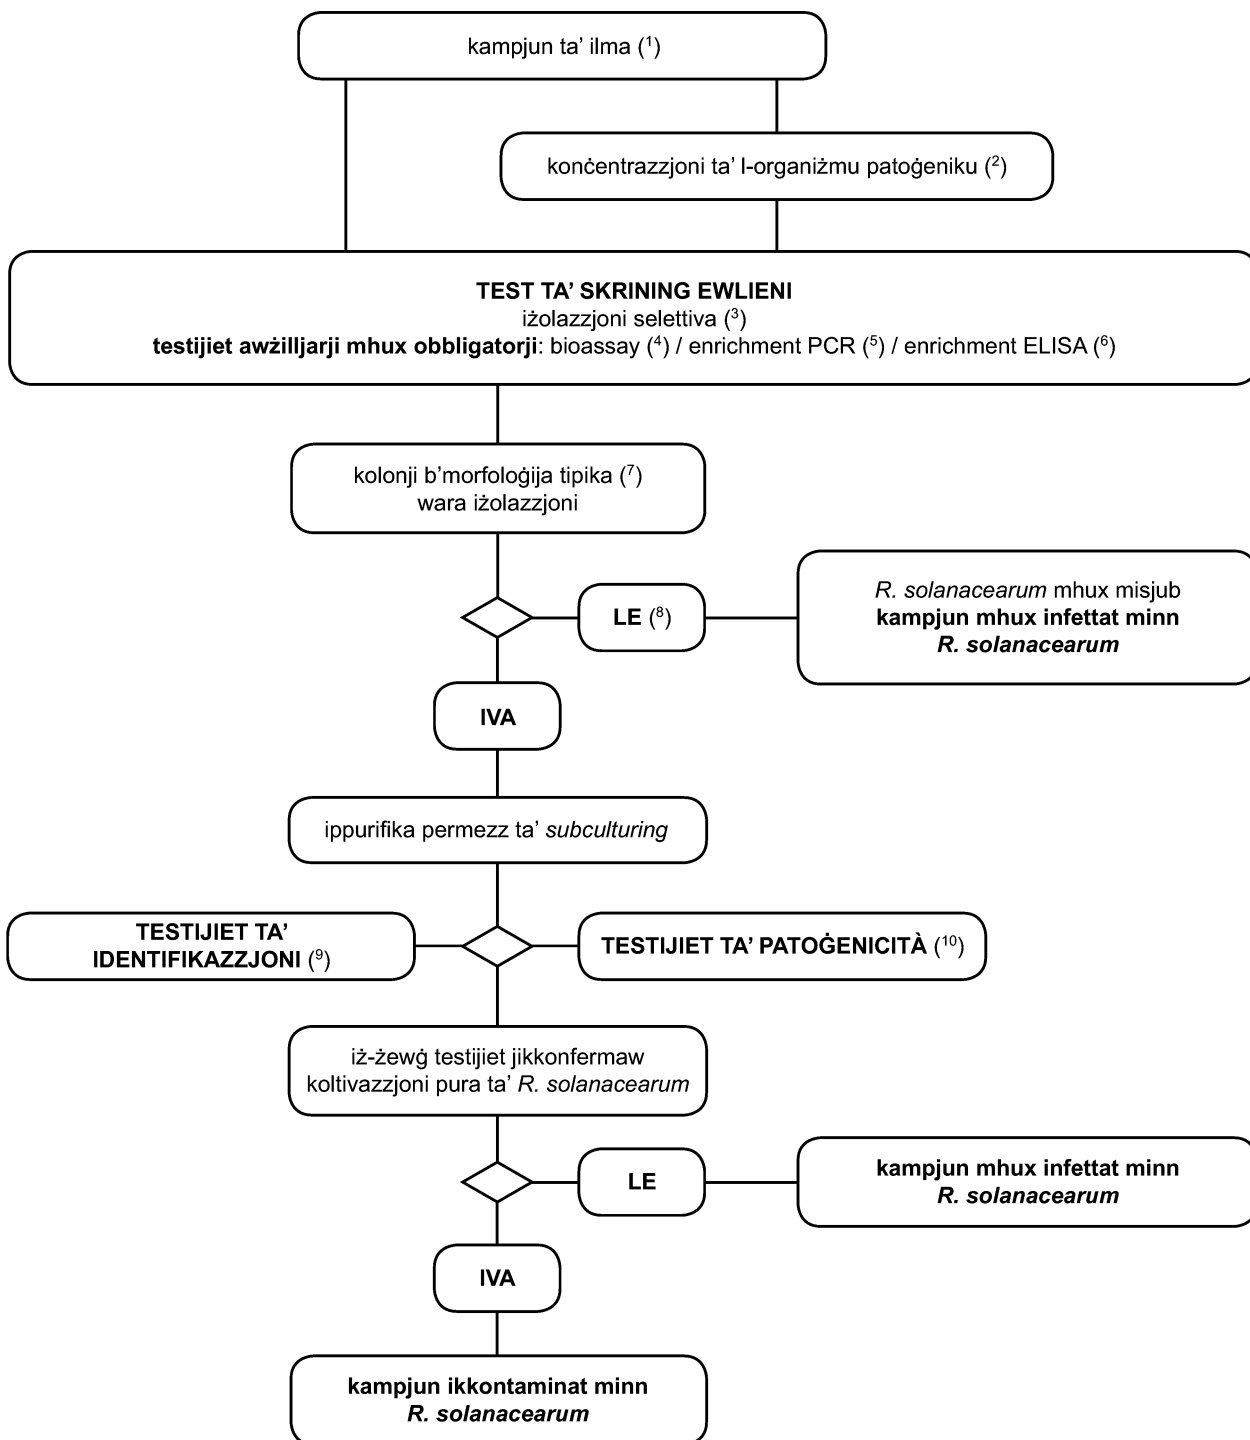 kampjun ta’ ilma (¹)
konċentrazzjoni ta’ l-organiżmu patoġeniku (²)
TEST TA’ SKRINING EWLIENI
iżolazzjoni selettiva (³)
testijiet awżilljarji mhux obbligatorji: bioassay (⁴) / enrichment PCR (⁵) / enrichment ELISA (⁶)
kolonji b’morfoloġija tipika (⁷)
wara iżolazzjoni
LE (⁸)
R. solanacearum mhux misjub
kampjun mhux infettat minn
R. solanacearum
IVA
ippurifika permezz ta’ subculturing
TESTIJIET TA’
IDENTIFIKAZZJONI (⁹)
TESTIJIET TA’ PATOĠENICITÀ (¹⁰)
iż-żewġ testijiet jikkonfermaw
koltivazzjoni pura ta’ R. solanacearum
LE
kampjun mhux infettat minn
R. solanacearum
IVA
kampjun ikkontaminat minn
R. solanacearum